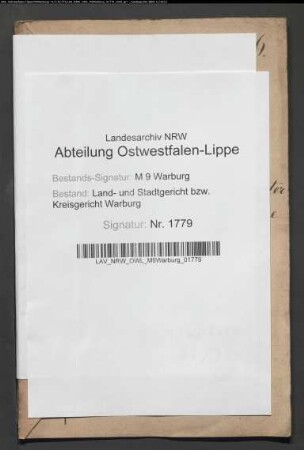 Landesarchiv NRW
Abteilung Ostwestfalen-Lippe
Bestands-Signatur: M 9 Warburg
Bestand: Land- und Stadtgericht bzw.
Kreisgericht Warburg
Signatur: Nr. 1779
LAV_NRW_OWL_M9Warburg_01779